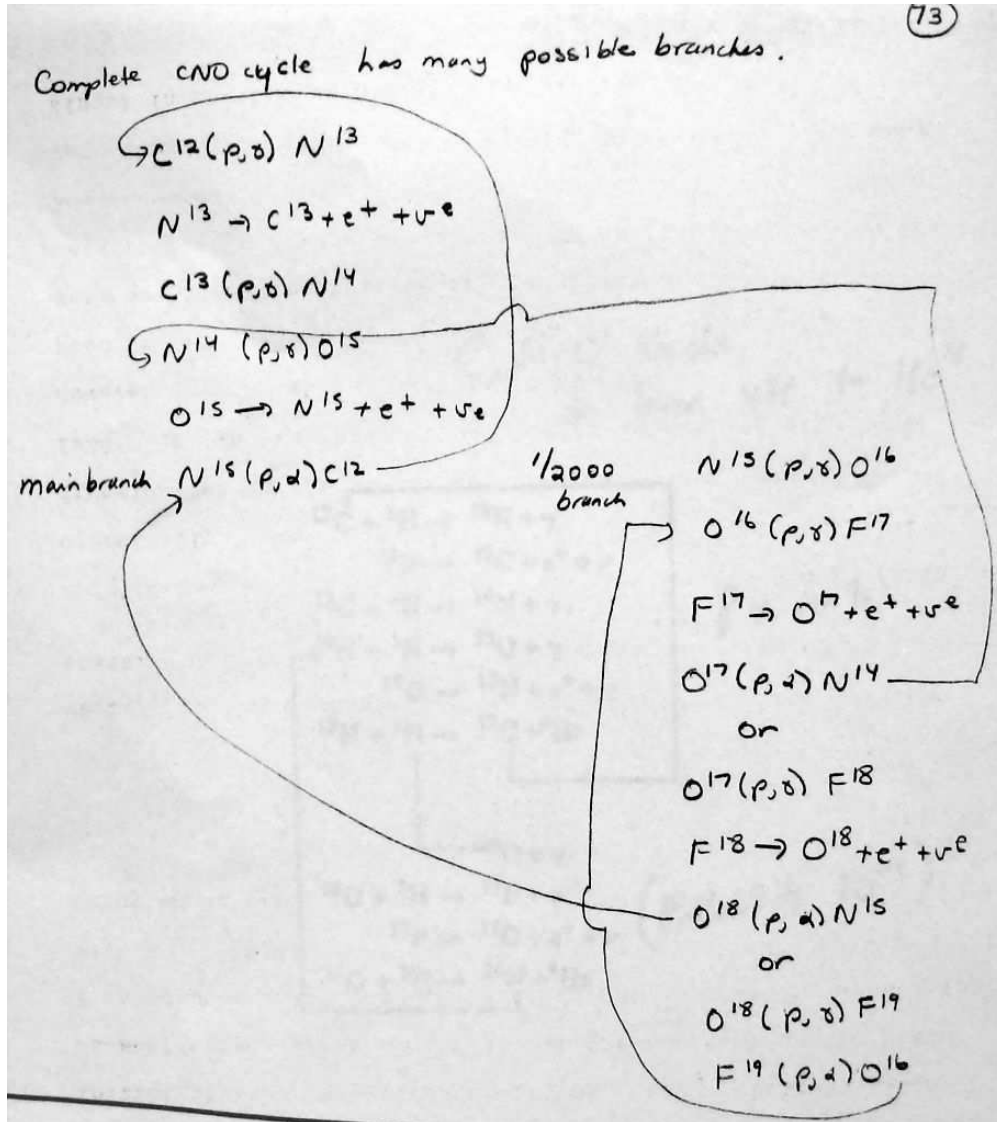 73
Complete CNO cycle has many possible branches.
C¹²(p,γ) N¹³
N¹³ → C¹³ + e⁺ + νᵉ
C¹³ (p,γ) N¹⁴
N¹⁴ (p,γ) O¹⁵
O¹⁵ → N¹⁵ + e⁺ + νₑ
main branch N¹⁵ (p,α) C¹²
1/2000
branch
N¹⁵ (p,γ) O¹⁶
O¹⁶ (p,γ) F¹⁷
F¹⁷ → O¹⁷ + e⁺ + νᵉ
O¹⁷ (p,α) N¹⁴
or
O¹⁷ (p,γ) F¹⁸
F¹⁸ → O¹⁸ + e⁺ + νᵉ
O¹⁸ (p,α) N¹⁵
or
O¹⁸ (p,γ) F¹⁹
F¹⁹ (p,α) O¹⁶